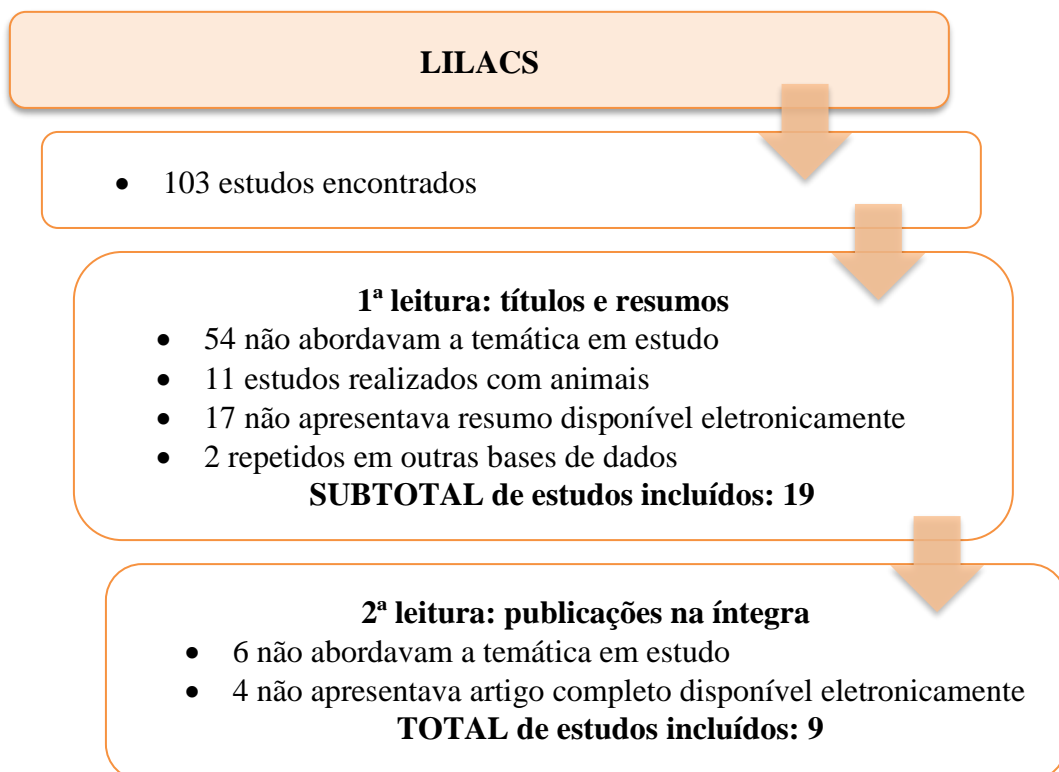 LILACS
• 103 estudos encontrados
1ª leitura: títulos e resumos
• 54 não abordavam a temática em estudo
• 11 estudos realizados com animais
• 17 não apresentava resumo disponível eletronicamente
• 2 repetidos em outras bases de dados
SUBTOTAL de estudos incluídos: 19
2ª leitura: publicações na íntegra
• 6 não abordavam a temática em estudo
• 4 não apresentava artigo completo disponível eletronicamente
TOTAL de estudos incluídos: 9